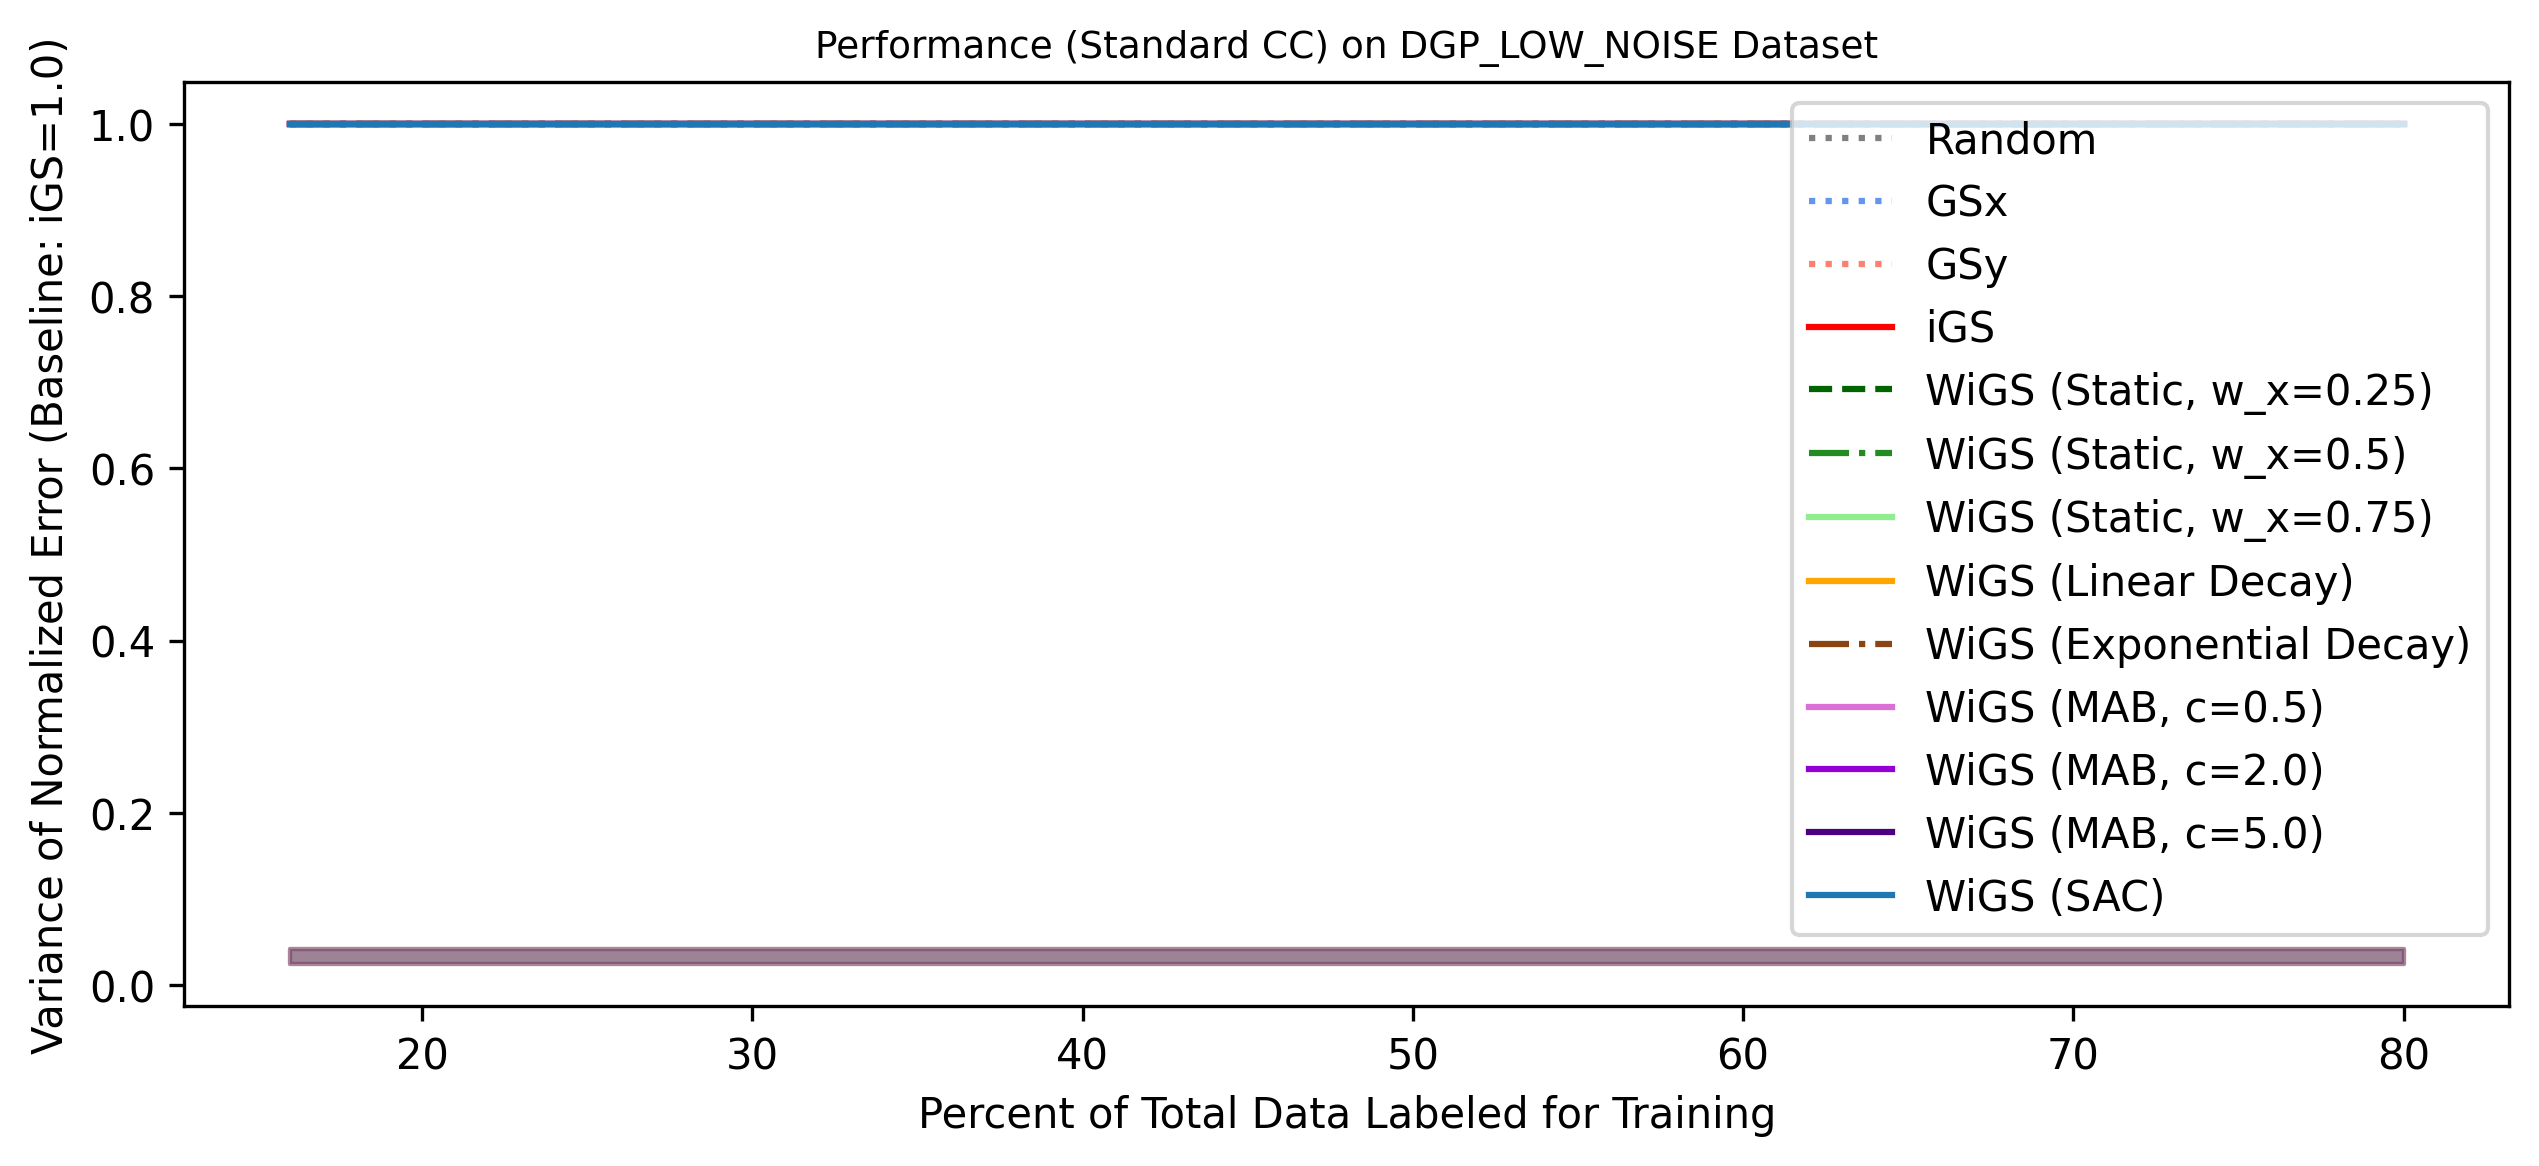 Performance (Standard CC) on DGP_LOW_NOISE Dataset
Variance of Normalized Error (Baseline: iGS=1.0)
1.0
0.8
0.6
0.4
0.2
0.0
Random
GSx
GSy
iGS
WiGS (Static, w_x=0.25)
WiGS (Static, w_x=0.5)
WiGS (Static, w_x=0.75)
WiGS (Linear Decay)
WiGS (Exponential Decay)
WiGS (MAB, c=0.5)
WiGS (MAB, c=2.0)
WiGS (MAB, c=5.0)
WiGS (SAC)
20 30 40 50 60 70 80
Percent of Total Data Labeled for Training